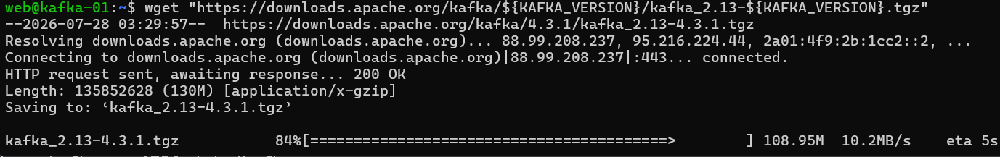 web@kafka-01:~$ wget "https://downloads.apache.org/kafka/${KAFKA_VERSION}/kafka_2.13-${KAFKA_VERSION}.tgz"
--2026-07-28 03:29:57--  https://downloads.apache.org/kafka/4.3.1/kafka_2.13-4.3.1.tgz
Resolving downloads.apache.org (downloads.apache.org)... 88.99.208.237, 95.216.224.44, 2a01:4f9:2b:1cc2::2, ...
Connecting to downloads.apache.org (downloads.apache.org)|88.99.208.237|:443... connected.
HTTP request sent, awaiting response... 200 OK
Length: 135852628 (130M) [application/x-gzip]
Saving to: ‘kafka_2.13-4.3.1.tgz’
kafka_2.13-4.3.1.tgz           84%[=========================================>        ] 108.95M  10.2MB/s    eta 5s